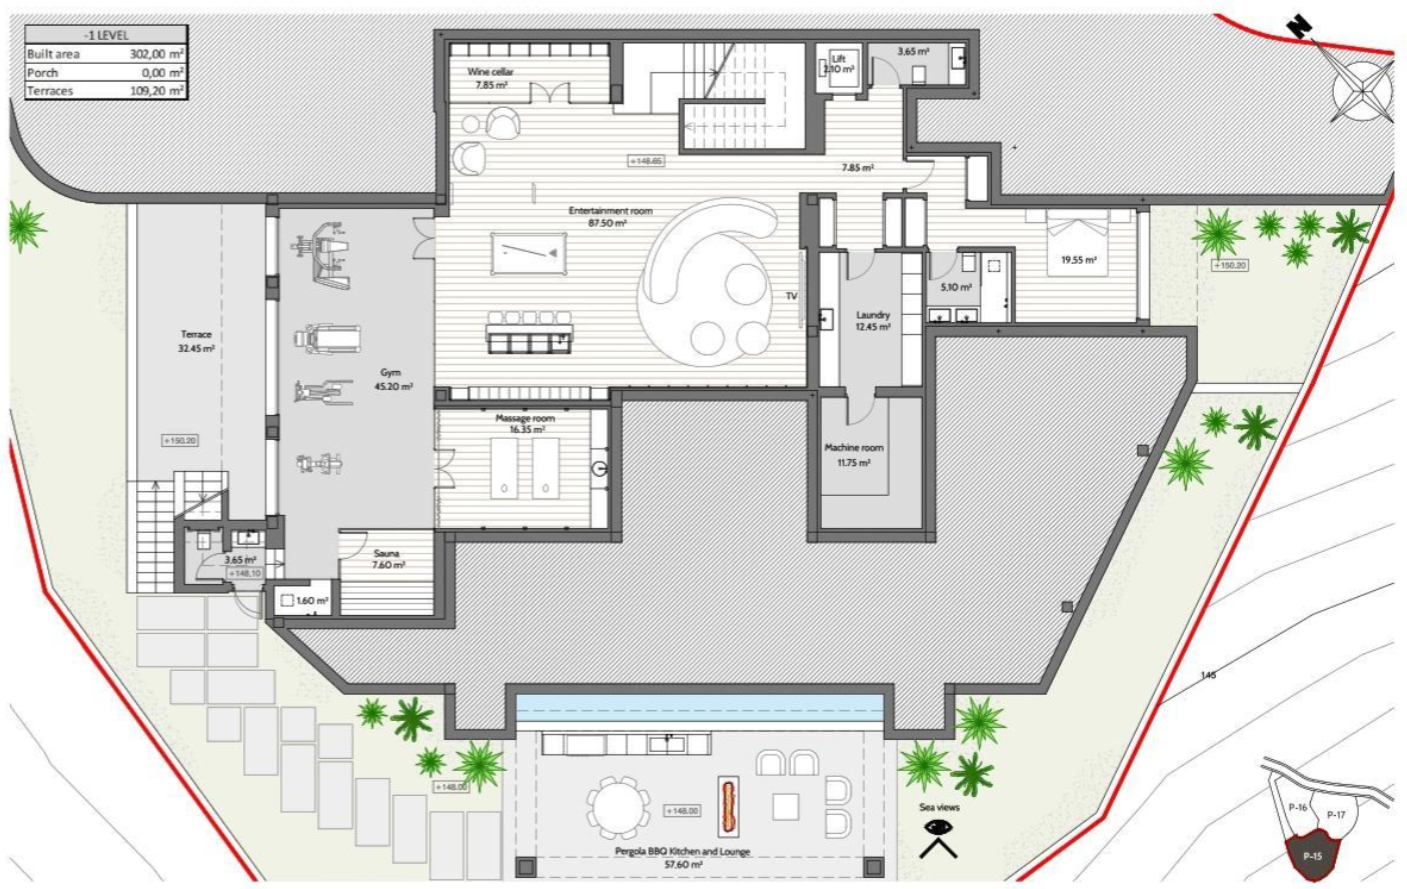 -1 LEVEL
Built area 302,00 m²
Porch 0,00 m²
Terraces 109,20 m²
N
Wine cellar
7.85 m²
Lift
2.10 m²
3,65 m²
+148.65
7.85 m²
Entertainment room
87.50 m²
19,55 m²
+150.20
5,10 m²
TV
Laundry
12.45 m²
Terrace
32.45 m²
Gym
45.20 m²
Massage room
16.35 m²
+150.20
Machine room
11.75 m²
3.65 m²
+148,10
Sauna
7.60 m²
1.60 m²
145
+148.00
Sea views
+148.00
Pergola BBQ Kitchen and Lounge
57.60 m²
P-16
P-17
P-15